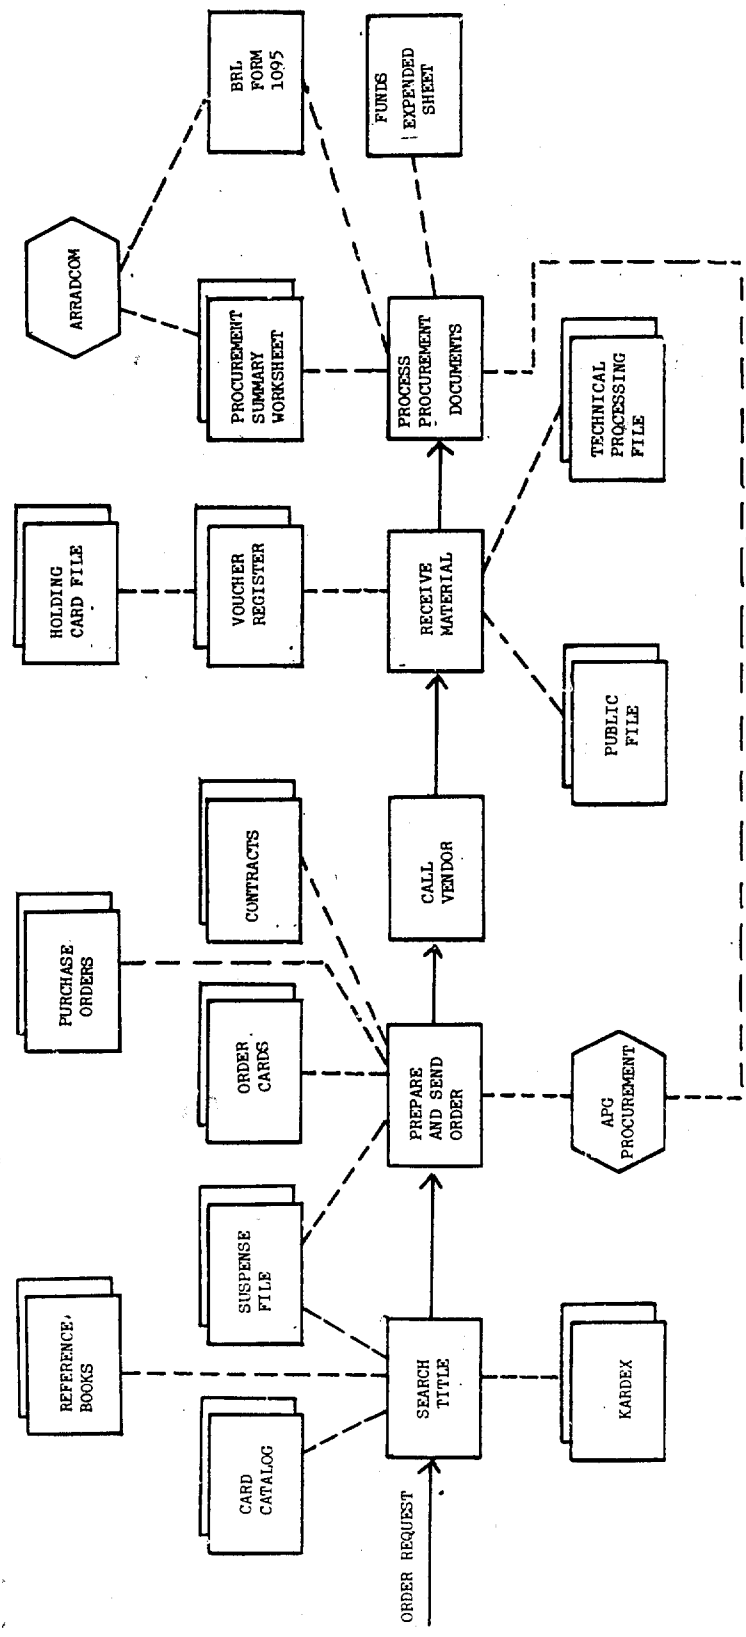 REFERENCE
BOOKS
PURCHASE
ORDERS
HOLDING
CARD FILE
ARRADCOM
CARD
CATALOG
SUSPENSE
FILE
ORDER
CARDS
CONTRACTS
VOUCHER
REGISTER
PROCUREMENT
SUMMARY
WORKSHEET
BRL
FORM
1095
ORDER REQUEST
SEARCH
TITLE
PREPARE
AND SEND
ORDER
CALL
VENDOR
RECEIVE
MATERIAL
PROCESS
PROCUREMENT
DOCUMENTS
FUNDS
EXPENDED
SHEET
KARDEX
APG
PROCUREMENT
PUBLIC
FILE
TECHNICAL
PROCESSING
FILE